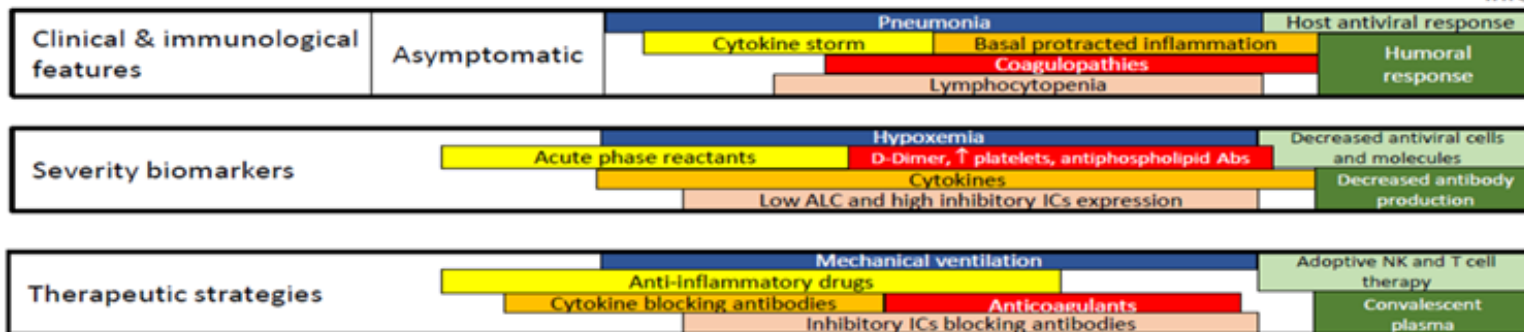 Clinical & immunological
features
Asymptomatic
Pneumonia
Host antiviral response
Cytokine storm
Basal protracted inflammation
Humoral
response
Coagulopathies
Lymphocytopenia
Severity biomarkers
Hypoxemia
Decreased antiviral cells
and molecules
Acute phase reactants
D-Dimer, ↑ platelets, antiphospholipid Abs
Cytokines
Decreased antibody
production
Low ALC and high inhibitory ICs expression
Therapeutic strategies
Mechanical ventilation
Adoptive NK and T cell
therapy
Anti-inflammatory drugs
Cytokine blocking antibodies
Anticoagulants
Convalescent
plasma
Inhibitory ICs blocking antibodies